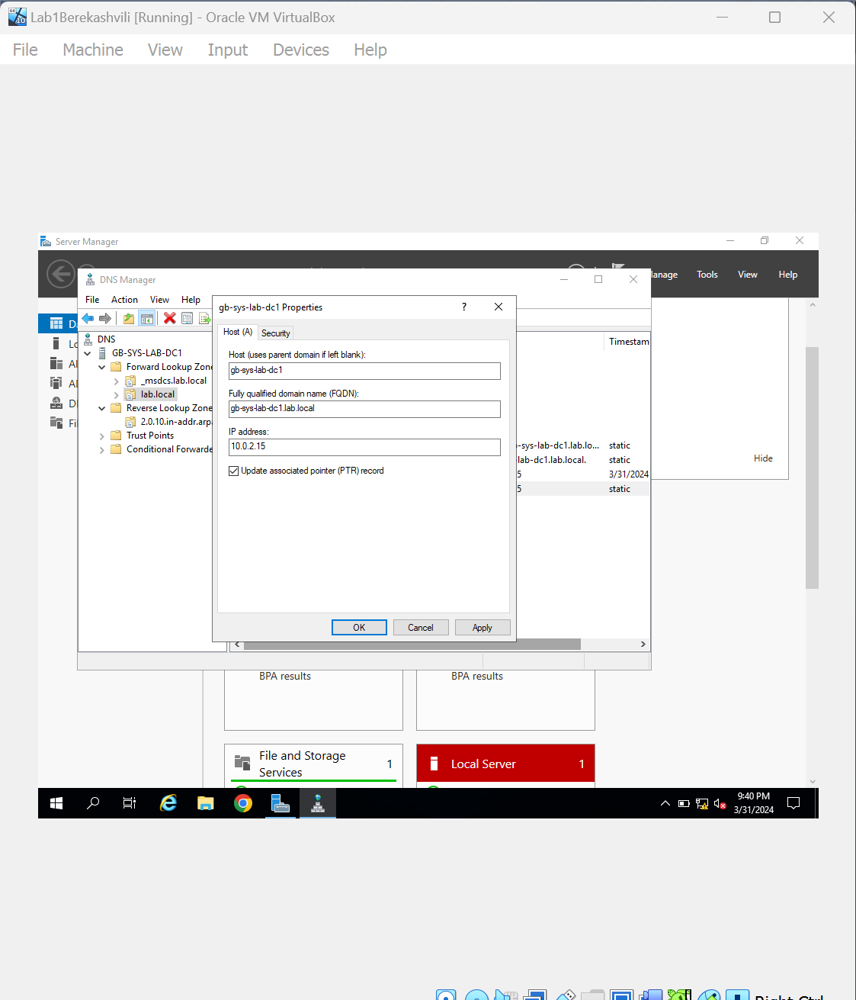 Lab1Berekashvili [Running] - Oracle VM VirtualBox
File Machine View Input Devices Help
Server Manager
Manage Tools View Help
DNS Manager
File Action View Help
gb-sys-lab-dc1 Properties
?
Host (A) Security
Host (uses parent domain if left blank):
gb-sys-lab-dc1
Fully qualified domain name (FQDN):
gb-sys-lab-dc1.lab.local
IP address:
10.0.2.15
Update associated pointer (PTR) record
OK Cancel Apply
DNS
GB-SYS-LAB-DC1
Forward Lookup Zone
_msdcs.lab.local
lab.local
Reverse Lookup Zone
2.0.10.in-addr.arpa
Trust Points
Conditional Forwarde
Timestam
-sys-lab-dc1.lab.lo... static
-lab-dc1.lab.local. static
5 3/31/2024
5 static
Hide
BPA results
BPA results
File and Storage
Services
1
Local Server 1
9:40 PM
3/31/2024
Right Ctrl